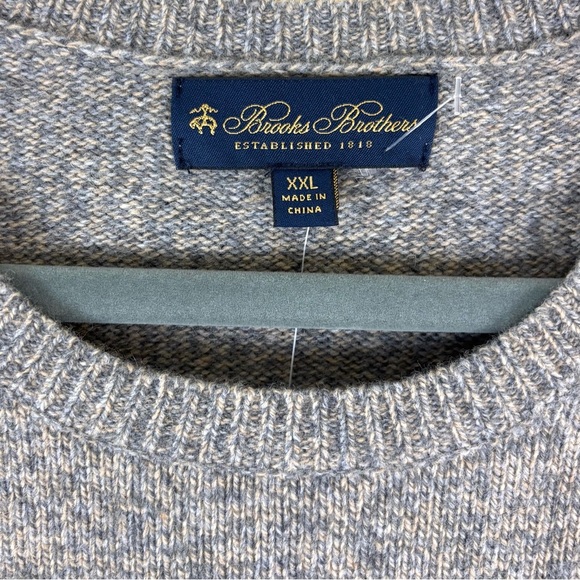 Brooks Brothers
ESTABLISHED 1818
XXL
MADE IN
CHINA